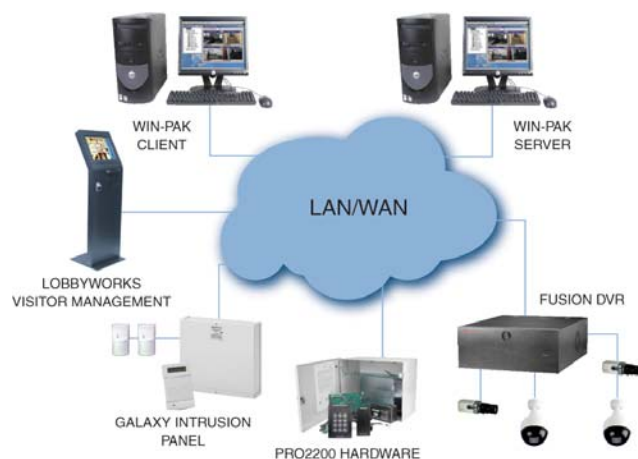 WIN-PAK
CLIENT
WIN-PAK
SERVER
LAN/WAN
LOBBYWORKS
VISITOR MANAGEMENT
FUSION DVR
GALAXY INTRUSION
PANEL
PRO2200 HARDWARE